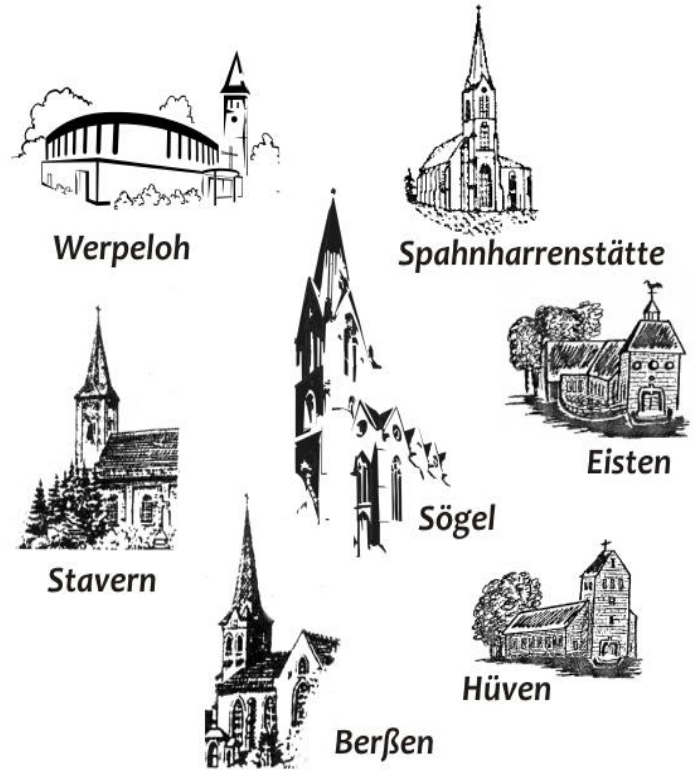 Werpeloh
Spahnharrenstätte
Eisten
Sögel
Stavern
Hüven
Berßen